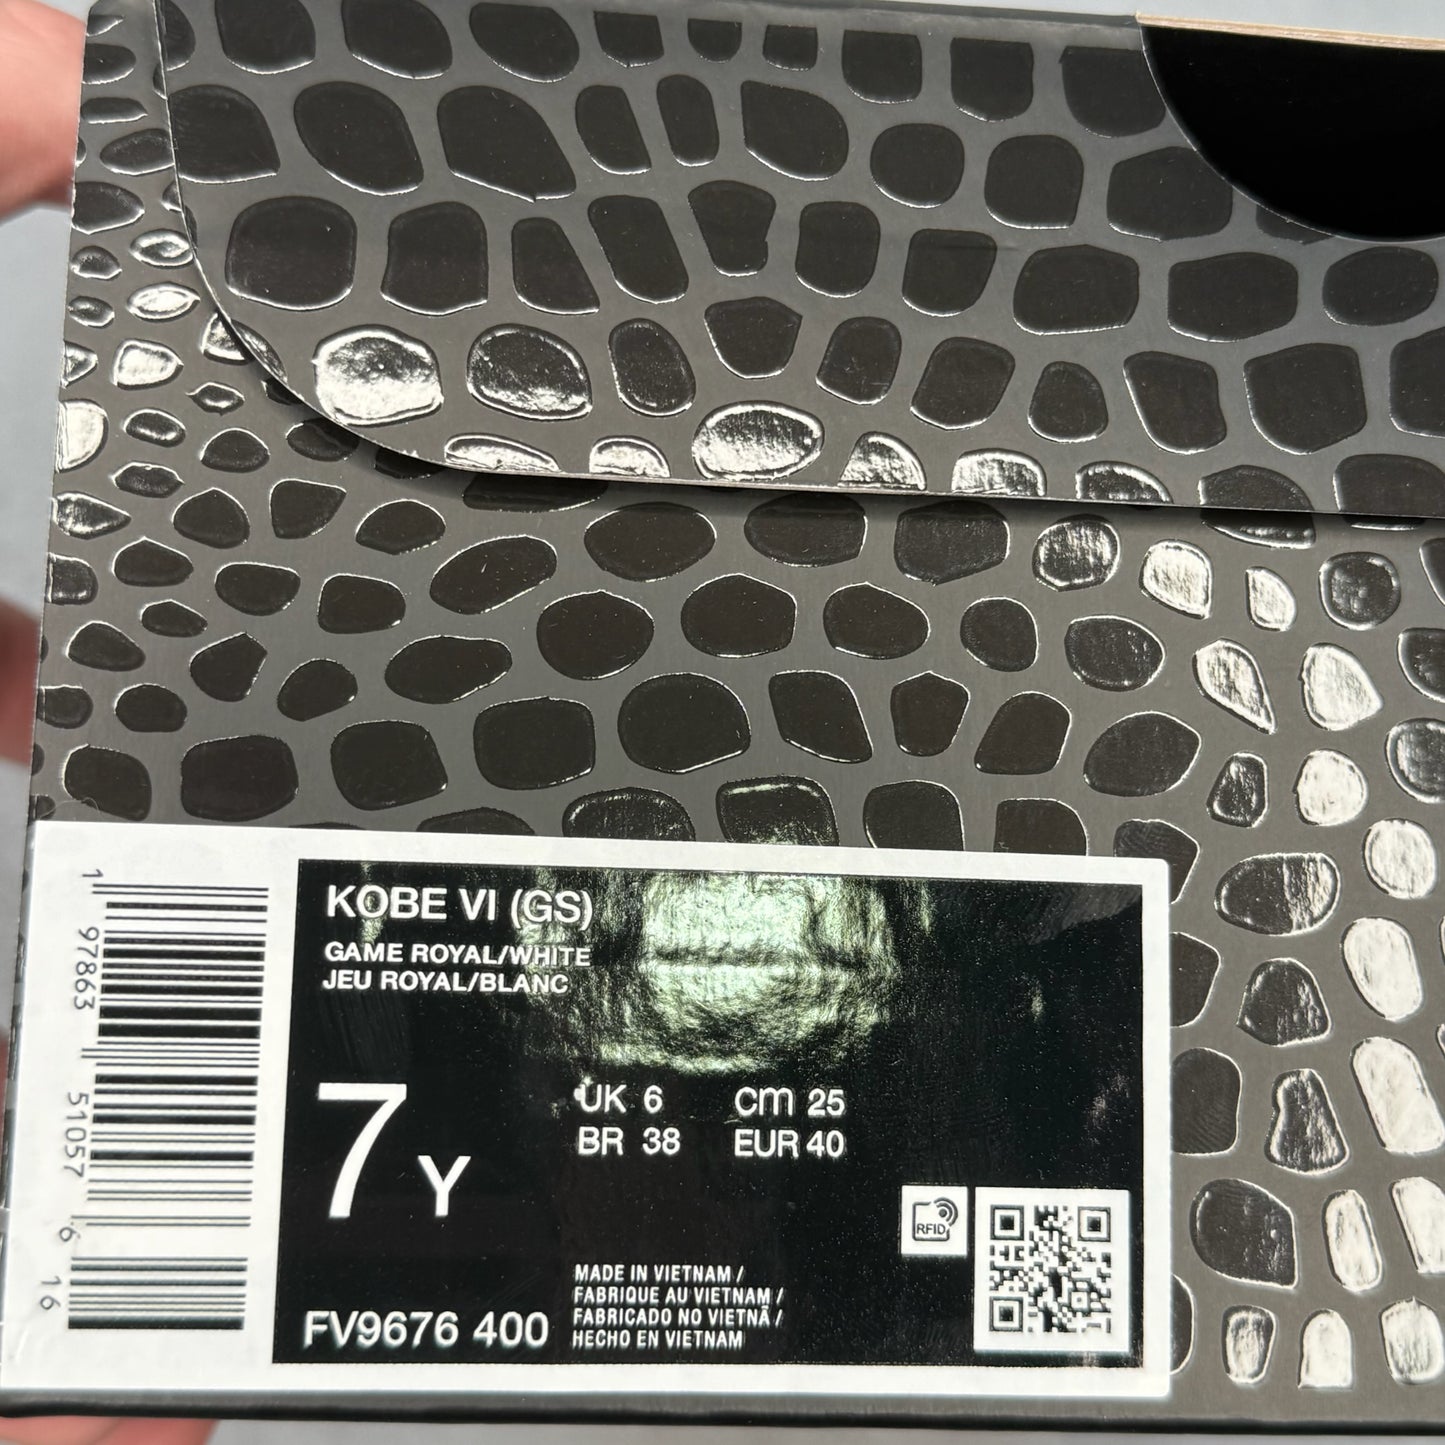 KOBE VI (GS)
GAME ROYAL/WHITE
JEU ROYAL/BLANC
7 Y
UK 6 CM 25
BR 38 EUR 40
RFID
MADE IN VIETNAM /
FABRIQUE AU VIETNAM /
FABRICADO NO VIETNÃ /
HECHO EN VIETNAM
FV9676 400
1 97863 51057 6 16